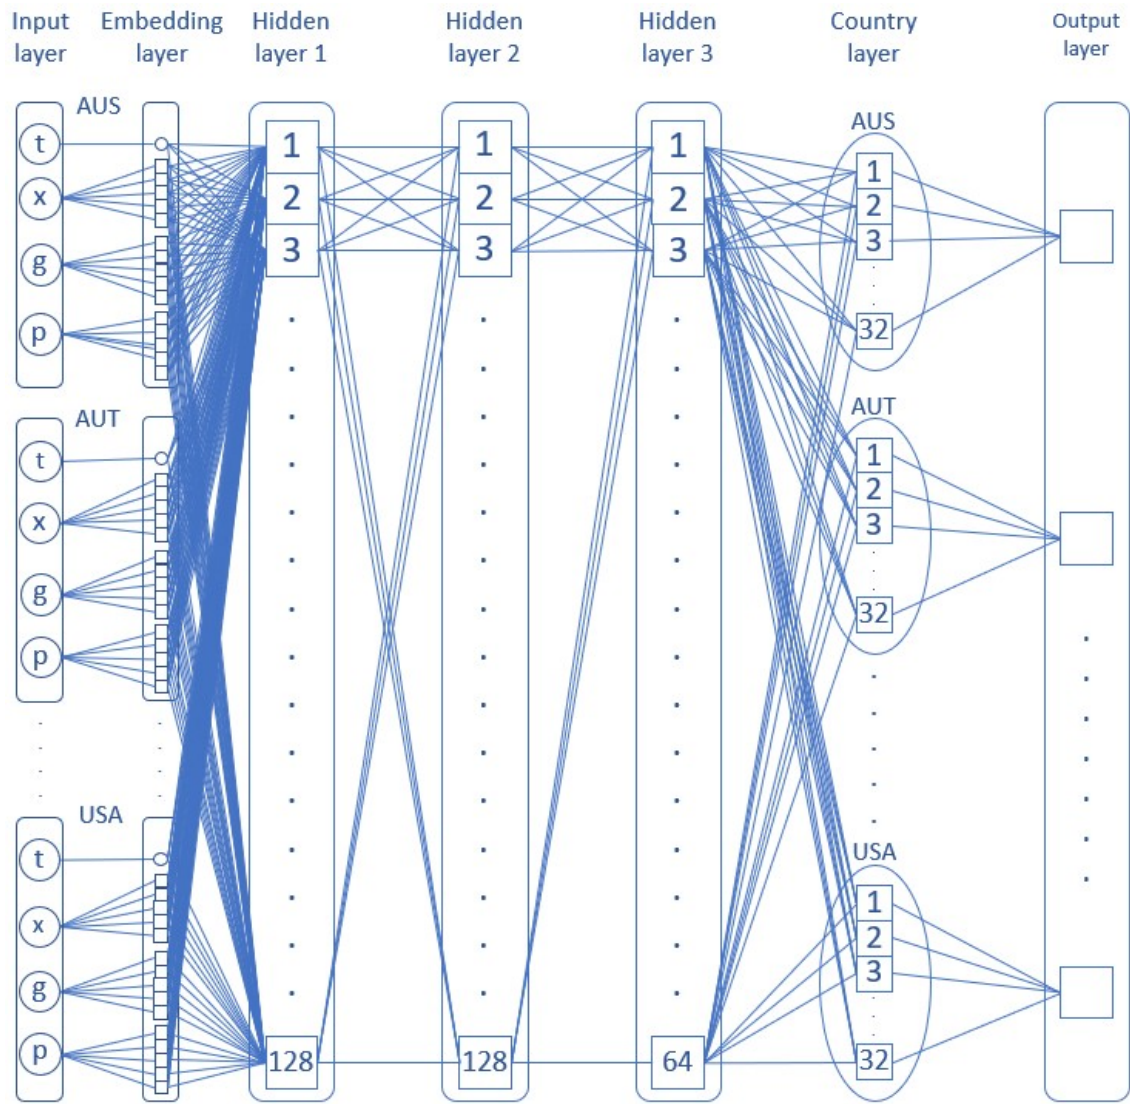 Input layer
Embedding layer
Hidden layer 1
Hidden layer 2
Hidden layer 3
Country layer
Output layer
AUS
t
x
g
p
AUT
t
x
g
p
USA
t
x
g
p
1
2
3
128
1
2
3
128
1
2
3
64
AUS
1
2
3
32
AUT
1
2
3
32
USA
1
2
3
32